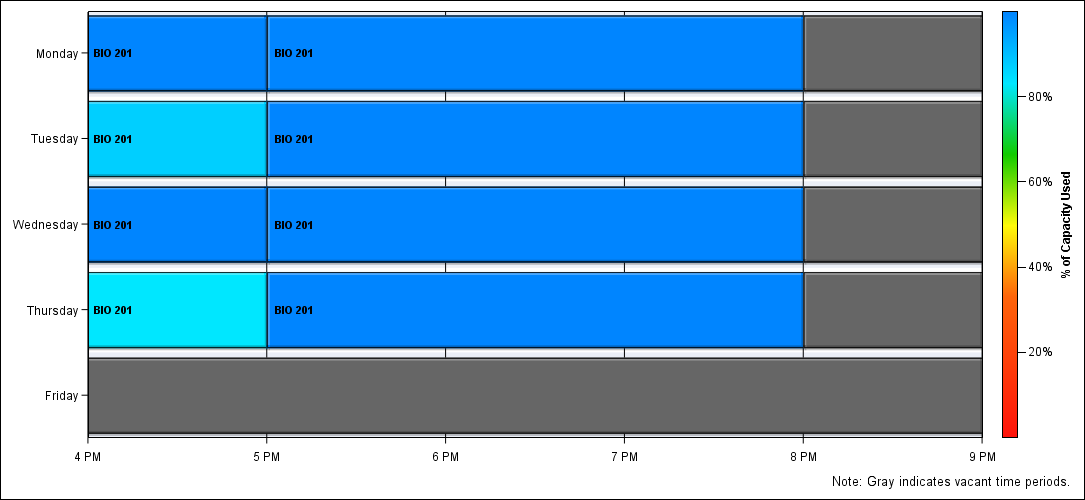 Monday
BIO 201
BIO 201
Tuesday
BIO 201
BIO 201
Wednesday
BIO 201
BIO 201
Thursday
BIO 201
BIO 201
Friday
4 PM
5 PM
6 PM
7 PM
8 PM
9 PM
80%
60%
40%
20%
% of Capacity Used
Note: Gray indicates vacant time periods.